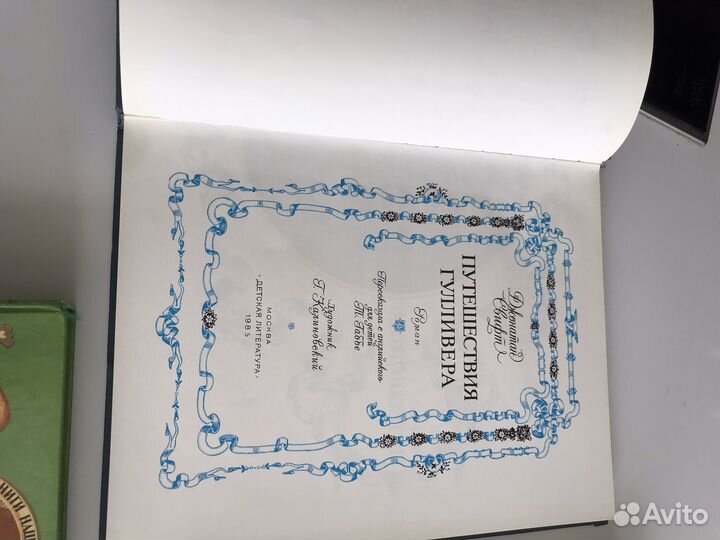 Джонатан
Свифт
ПУТЕШЕСТВИЯ
ГУЛЛИВЕРА
Роман
Пересказала с английского
для детей
Т. Габбе
Художник
Г. Калиновский
МОСКВА
"ДЕТСКАЯ ЛИТЕРАТУРА"
1985
Avito